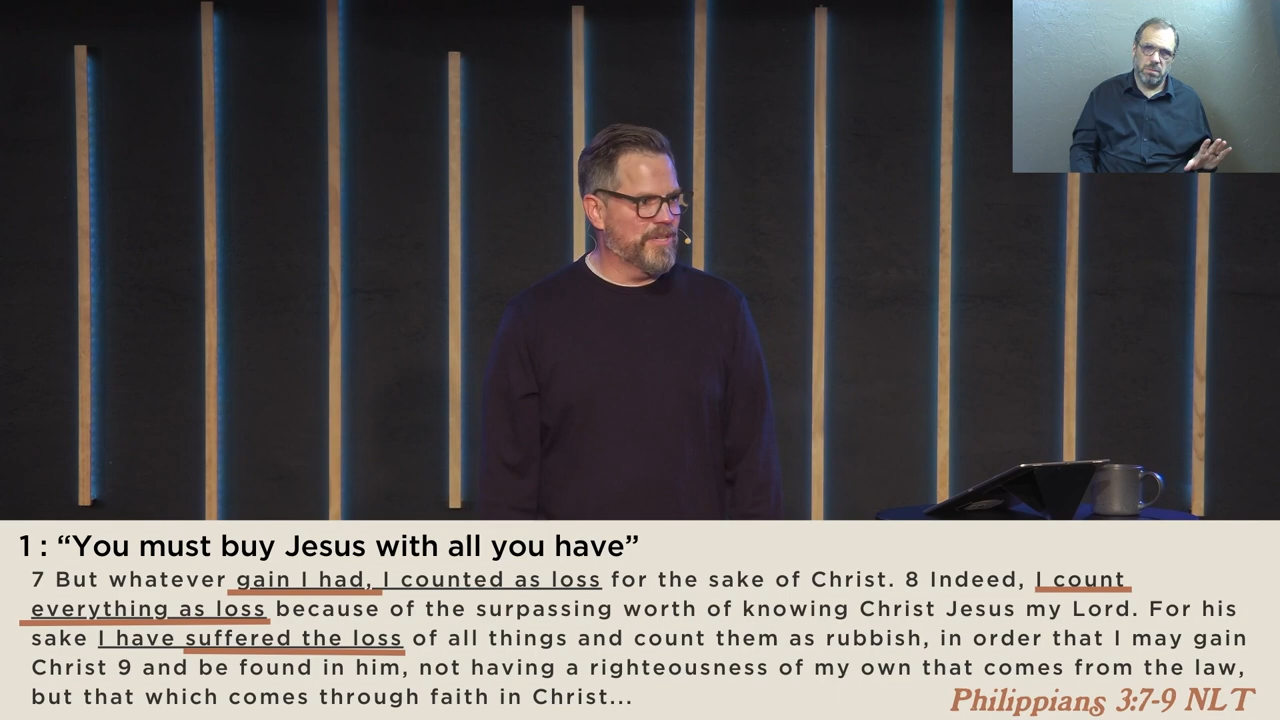 1 : “You must buy Jesus with all you have”
7 But whatever gain I had, I counted as loss for the sake of Christ. 8 Indeed, I count
everything as loss because of the surpassing worth of knowing Christ Jesus my Lord. For his
sake I have suffered the loss of all things and count them as rubbish, in order that I may gain
Christ 9 and be found in him, not having a righteousness of my own that comes from the law,
but that which comes through faith in Christ...
Philippians 3:7-9 NLT